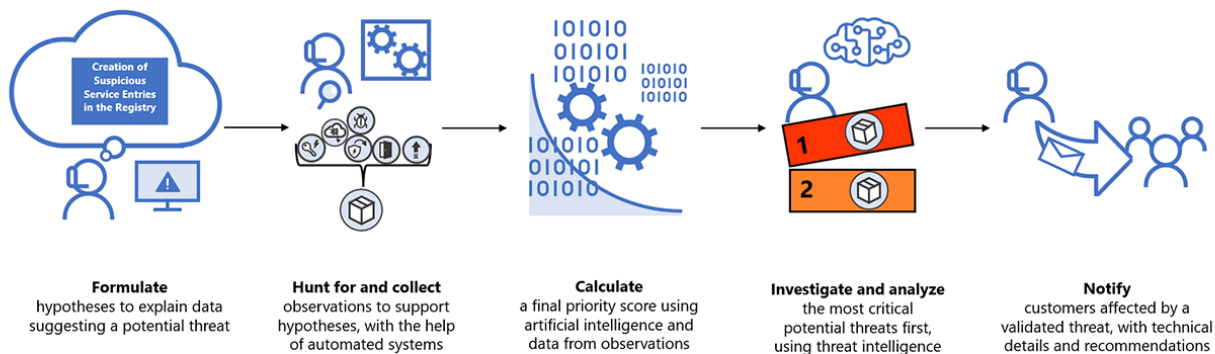 Creation of
Suspicious
Service Entries
in the Registry
101010
010101
101010
101010
010101
101010
101010
010101
101010
1
2
Formulate
hypotheses to explain data
suggesting a potential threat
Hunt for and collect
observations to support
hypotheses, with the help
of automated systems
Calculate
a final priority score using
artificial intelligence and
data from observations
Investigate and analyze
the most critical
potential threats first,
using threat intelligence
Notify
customers affected by a
validated threat, with technical
details and recommendations